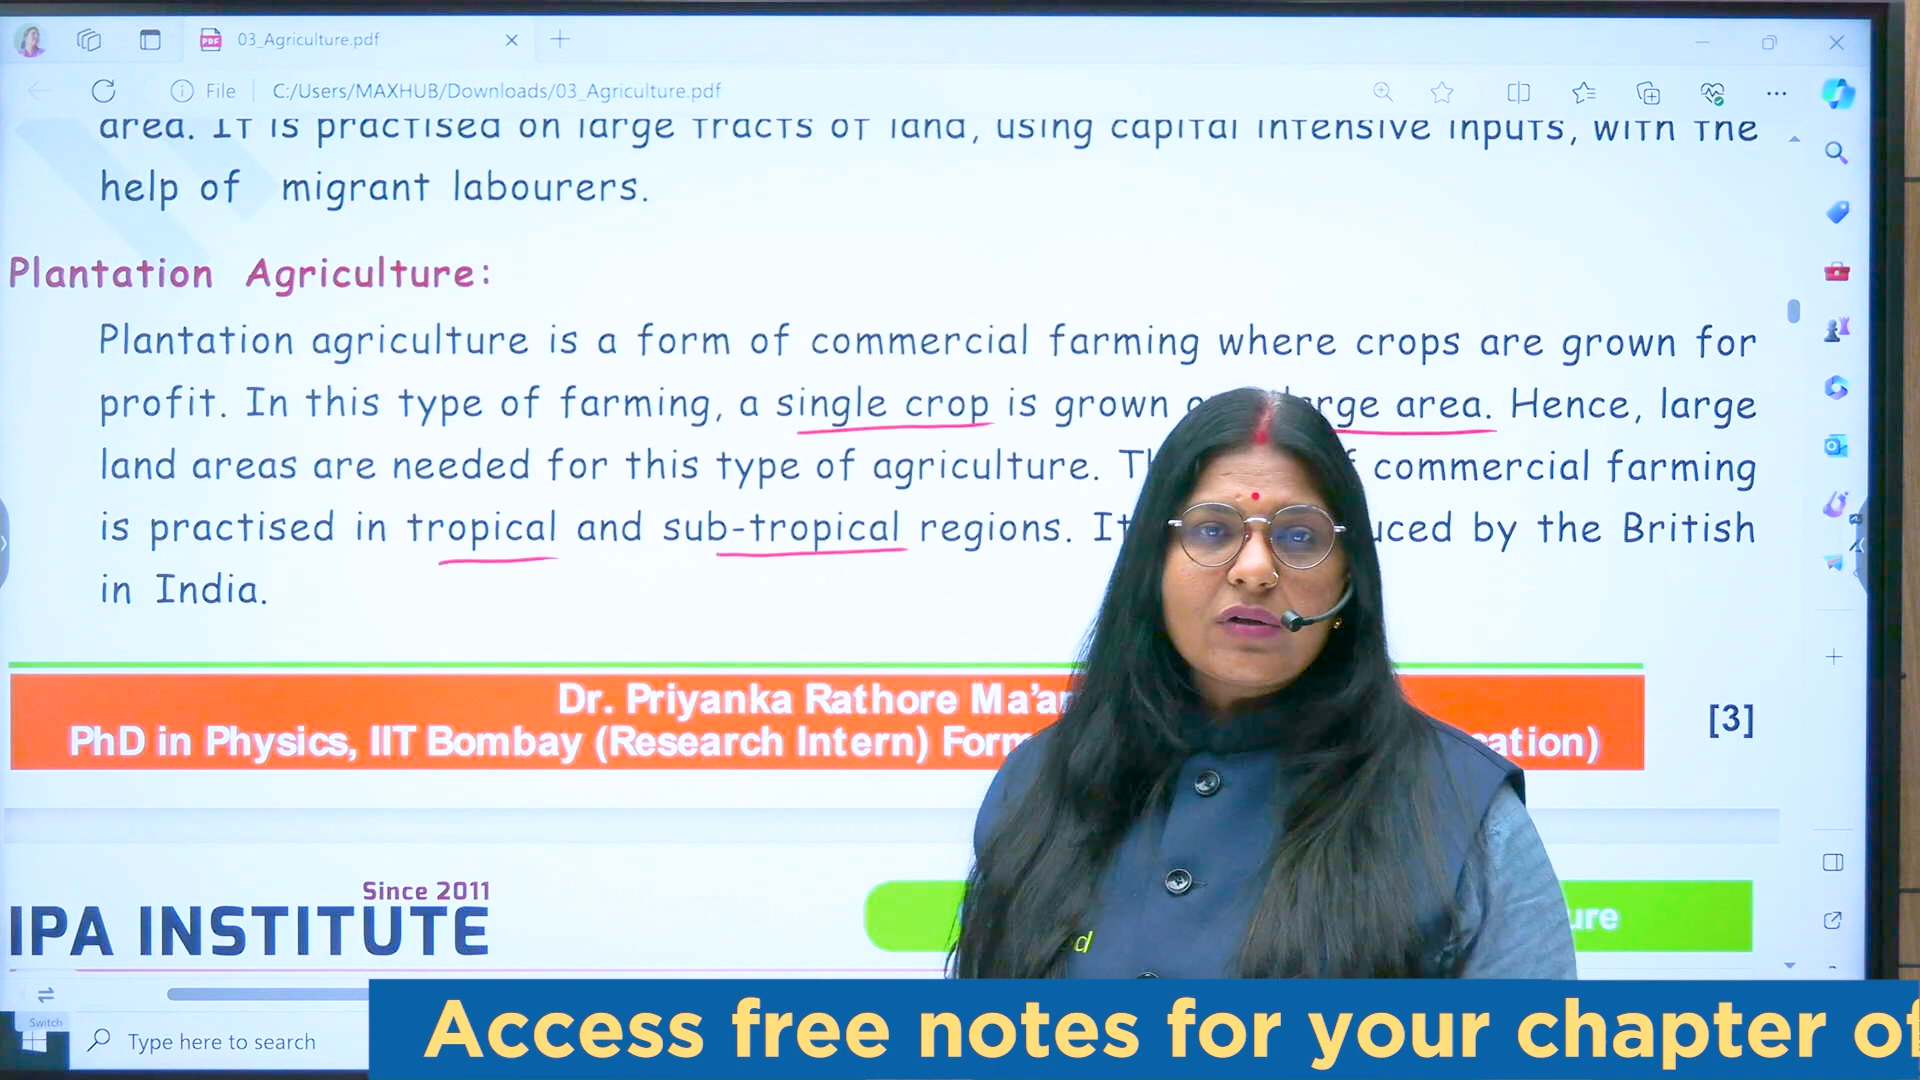 03_Agriculture.pdf
File
C:/Users/MAXHUB/Downloads/03_Agriculture.pdf
area. It is practised on large tracts of land, using capital intensive inputs, with the
help of migrant labourers.
Plantation Agriculture:
Plantation agriculture is a form of commercial farming where crops are grown for
profit. In this type of farming, a single crop is grown large area. Hence, large
land areas are needed for this type of agriculture. commercial farming
is practised in tropical and sub-tropical regions. It by the British
in India.
Dr. Priyanka Rathore Ma'am
PhD in Physics, IIT Bombay (Research Intern)
[3]
Since 2011
IPA INSTITUTE
Switch
Type here to search
Access free notes for your chapter of